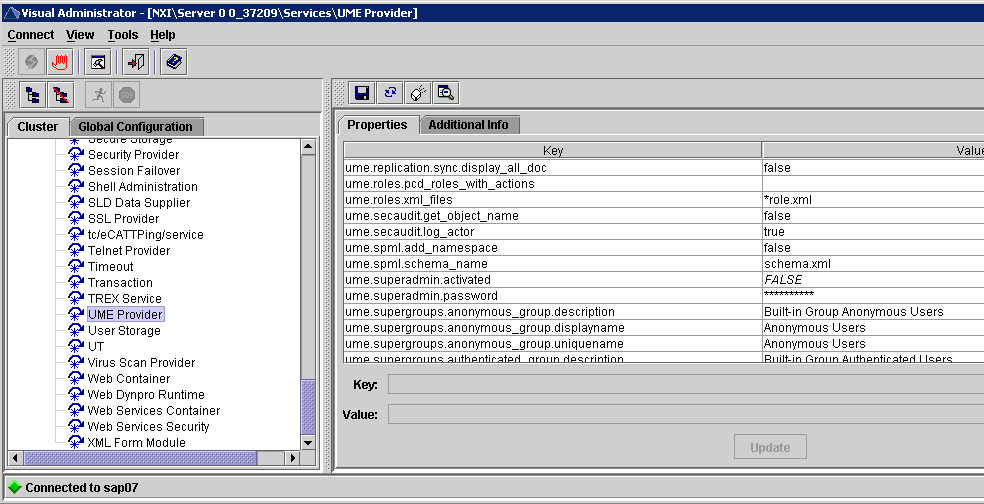 Visual Administrator - [NXI\Server 0 0_37209\Services\UME Provider]
Connect View Tools Help
Cluster Global Configuration
Secure Storage
Security Provider
Session Failover
Shell Administration
SLD Data Supplier
SSL Provider
tc/eCATTPing/service
Telnet Provider
Timeout
Transaction
TREX Service
UME Provider
User Storage
UT
Virus Scan Provider
Web Container
Web Dynpro Runtime
Web Services Container
Web Services Security
XML Form Module
Properties Additional Info
Key Value
ume.replication.sync.display_all_doc false
ume.roles.pcd_roles_with_actions
ume.roles.xml_files *role.xml
ume.secaudit.get_object_name false
ume.secaudit.log_actor true
ume.spml.add_namespace false
ume.spml.schema_name schema.xml
ume.superadmin.activated FALSE
ume.superadmin.password **********
ume.supergroups.anonymous_group.description Built-in Group Anonymous Users
ume.supergroups.anonymous_group.displayname Anonymous Users
ume.supergroups.anonymous_group.uniquename Anonymous Users
ume.supergroups.authenticated_group.description Built-in Group Authenticated Users
Key:
Value:
Update
Connected to sap07